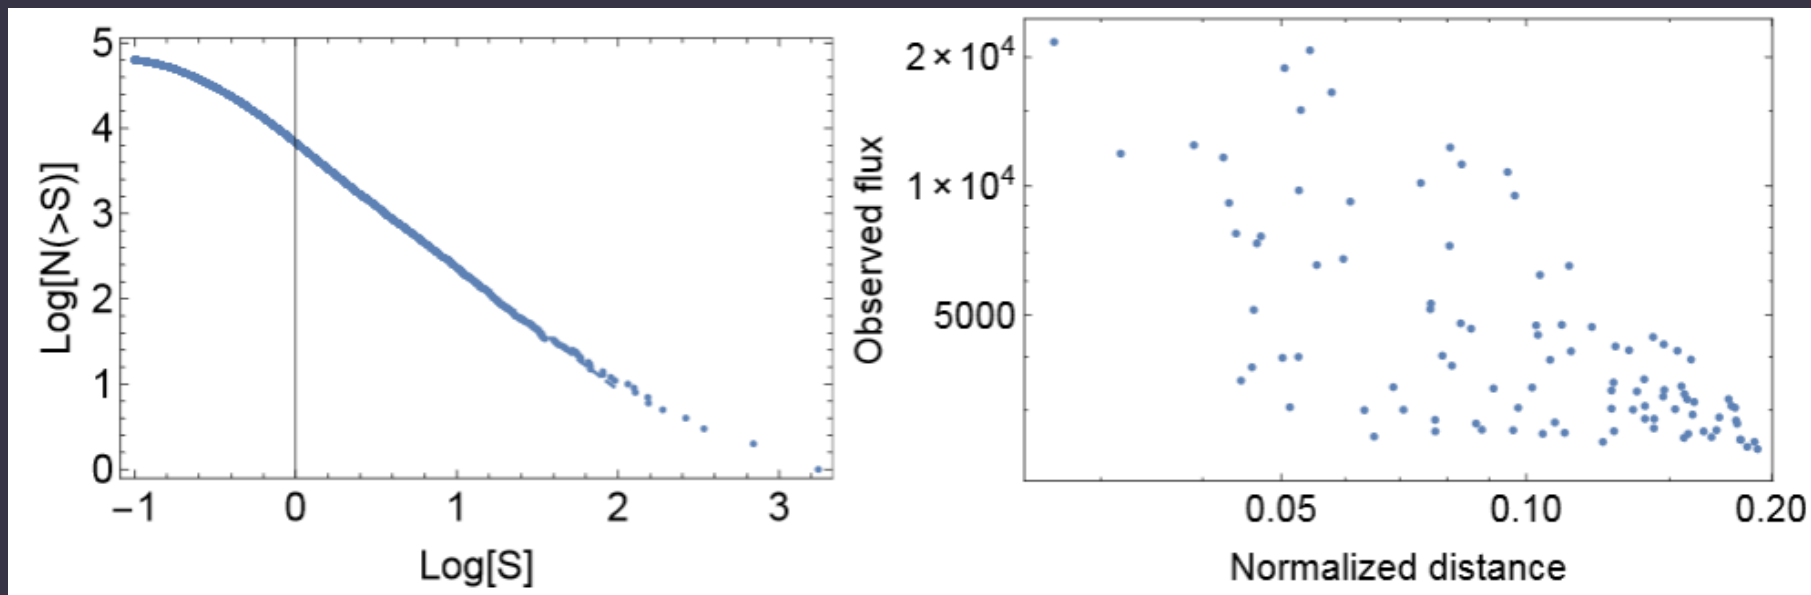 5
4
3
2
1
0
−1 0 1 2 3
Log[N(>S)]
Log[S]
2×10⁴
1×10⁴
5000
0.05 0.10 0.20
Observed flux
Normalized distance